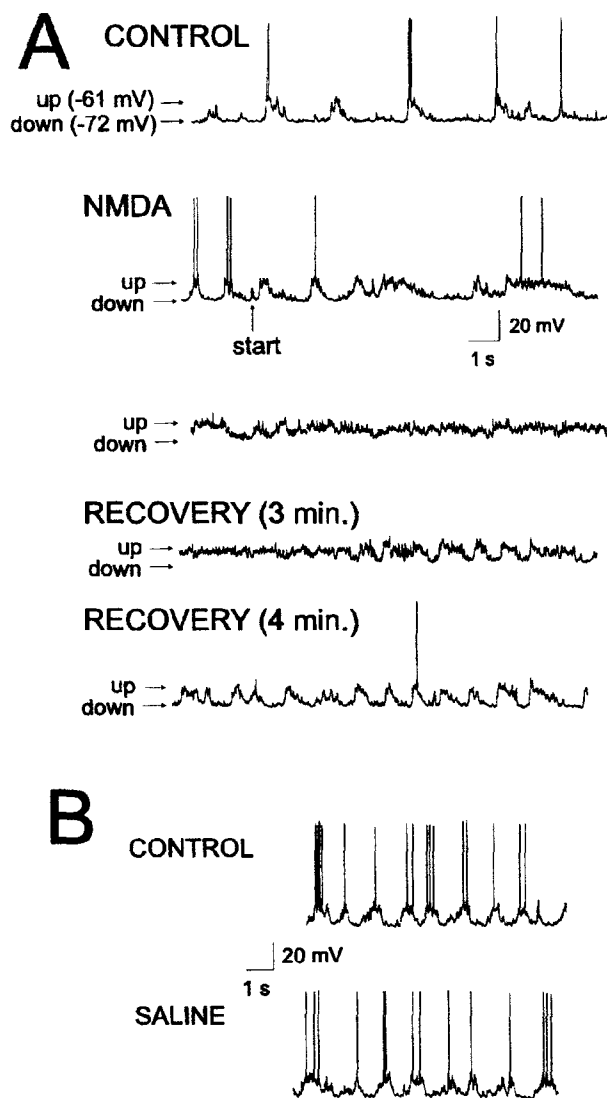 A
CONTROL
up (-61 mV)
down (-72 mV)
NMDA
up
down
start
20 mV
1 s
up
down
RECOVERY (3 min.)
up
down
RECOVERY (4 min.)
up
down
B
CONTROL
20 mV
1 s
SALINE